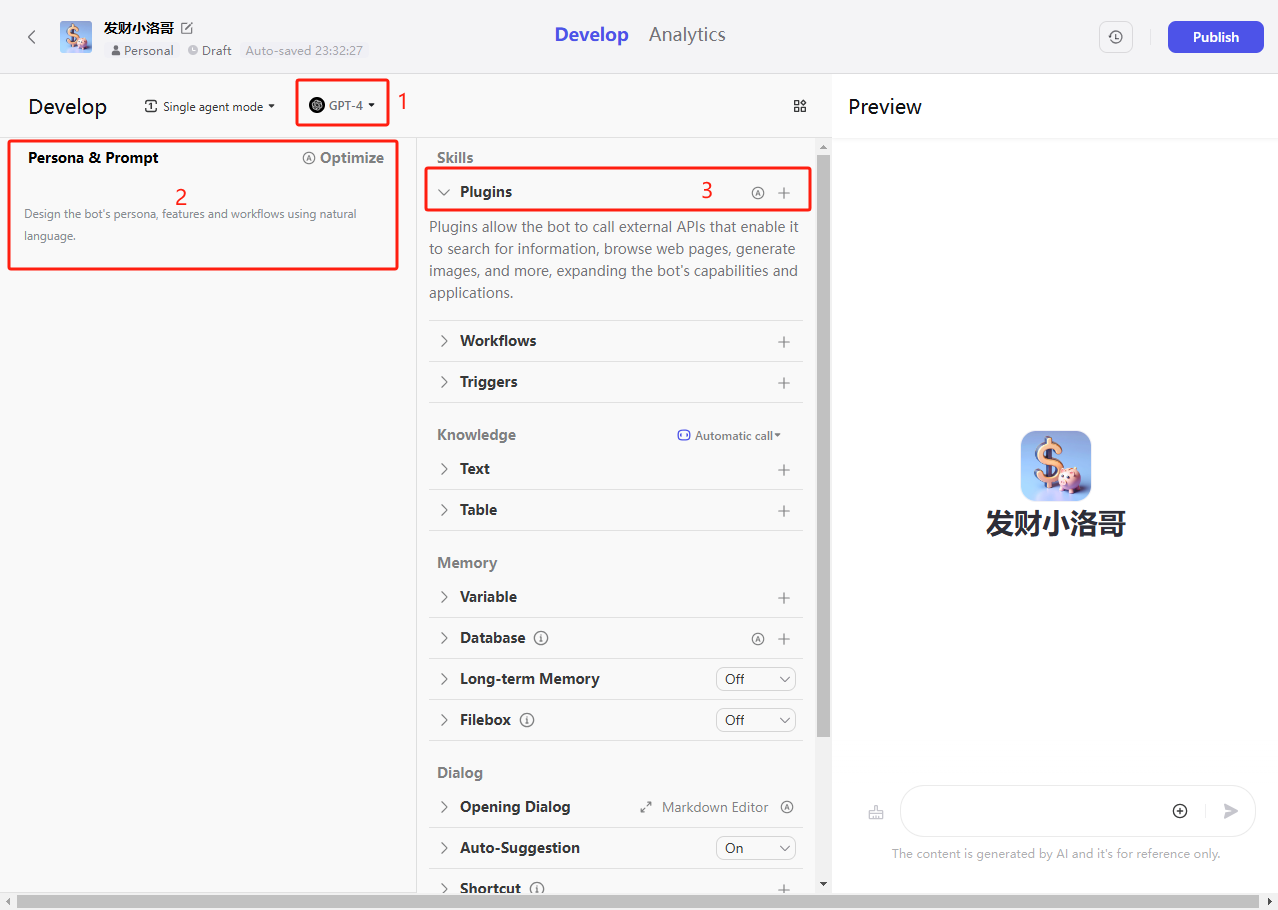 发财小洛哥
Personal Draft Auto-saved 23:32:27
Develop Analytics
Publish
Develop
1 Single agent mode
GPT-4
1
Preview
Persona & Prompt
A Optimize
2
Design the bot's persona, features and workflows using natural
language.
Skills
Plugins
3
A
Plugins allow the bot to call external APIs that enable it
to search for information, browse web pages, generate
images, and more, expanding the bot's capabilities and
applications.
Workflows
Triggers
Knowledge
Automatic call
Text
Table
Memory
Variable
Database
A
Long-term Memory
Off
Filebox
Off
Dialog
Opening Dialog
Markdown Editor
A
Auto-Suggestion
On
Shortcut
发财小洛哥
The content is generated by AI and it's for reference only.